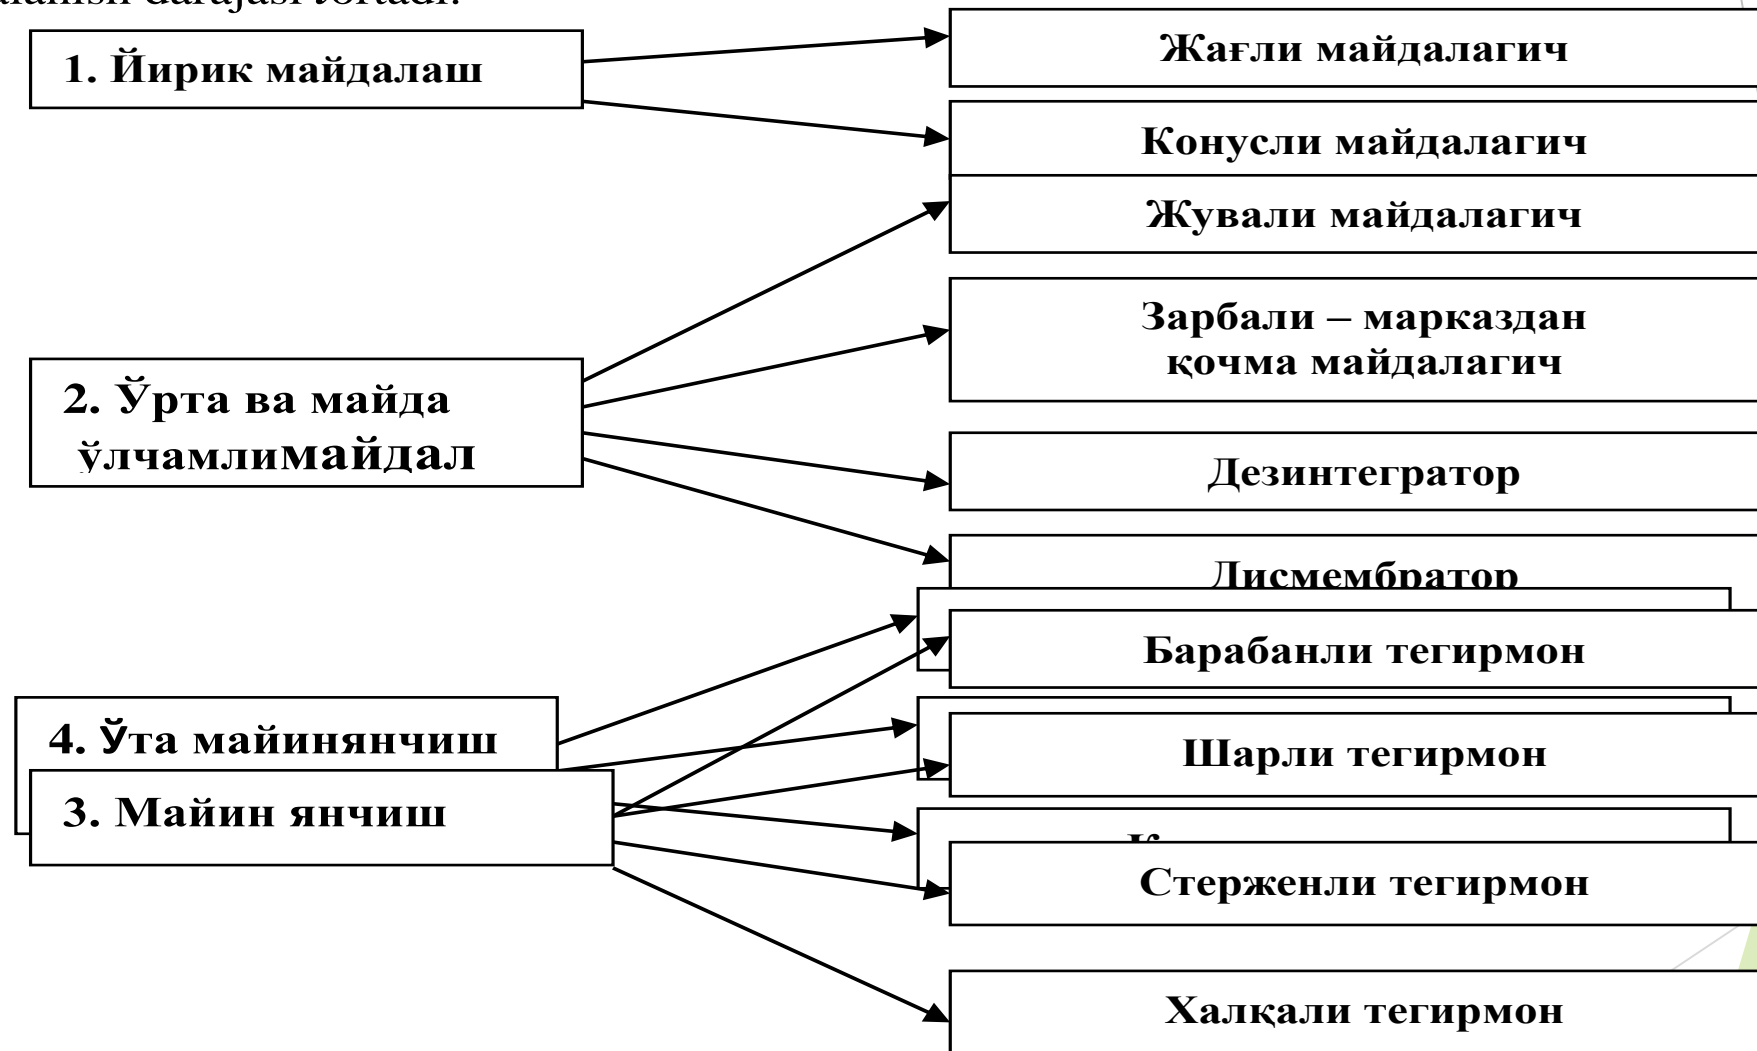 darajasi
1. Йирик майдалаш
Жағли майдалагич
Конусли майдалагич
Жували майдалагич
Зарбали – марказдан
қочма майдалагич
2. Ўрта ва майда
ўлчамлимайдал
Дезинтегратор
Дисмембратор
Барабанли тегирмон
4. Ўта майинянчиш
Шарли тегирмон
3. Майин янчиш
Стерженли тегирмон
Халқали тегирмон